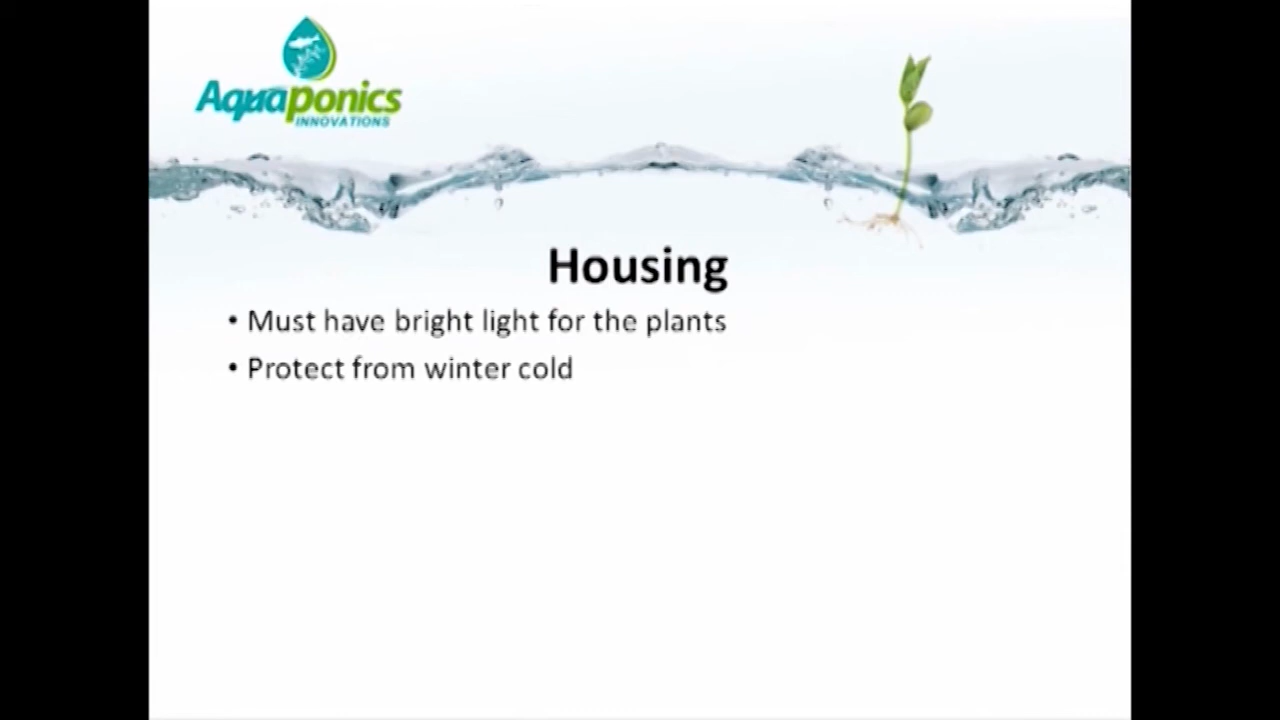 Aquaponics
INNOVATIONS
Housing
• Must have bright light for the plants
• Protect from winter cold